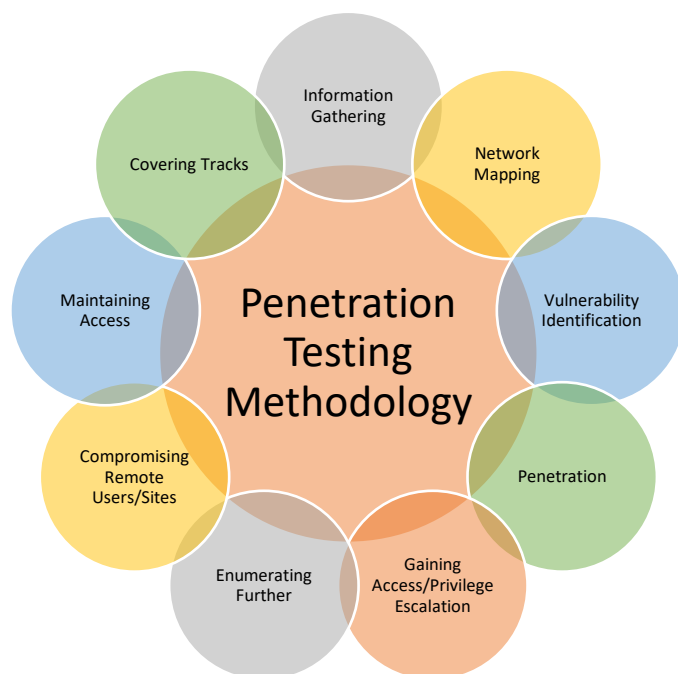 Information
Gathering
Network
Mapping
Vulnerability
Identification
Penetration
Gaining
Access/Privilege
Escalation
Enumerating
Further
Compromising
Remote
Users/Sites
Maintaining
Access
Covering Tracks
Penetration
Testing
Methodology